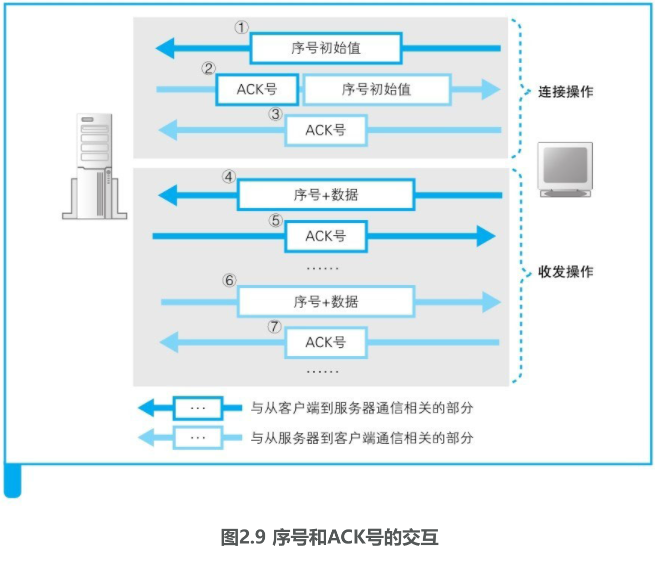 ①
序号初始值
②
ACK号 序号初始值
③
ACK号
连接操作
④
序号+数据
⑤
ACK号
……
收发操作
⑥
序号+数据
⑦
ACK号
……
… 与从客户端到服务器通信相关的部分
… 与从服务器到客户端通信相关的部分
图2.9 序号和ACK号的交互